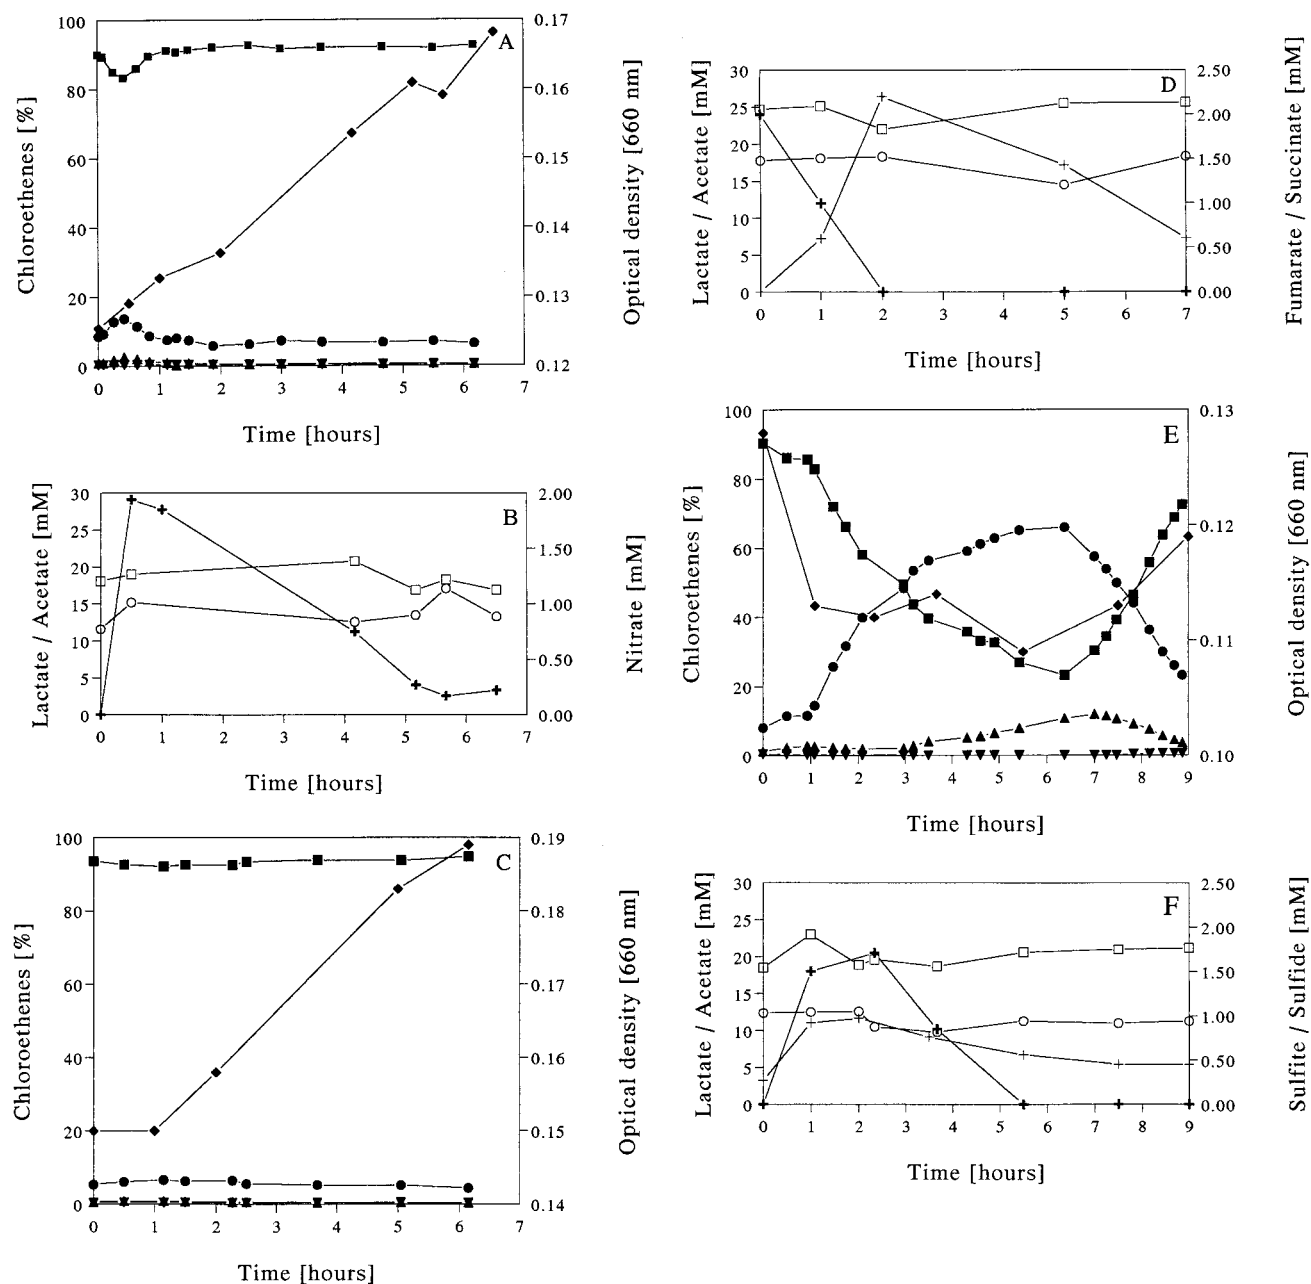 A
Chloroethenes [%]
100
80
60
40
20
0
0 1 2 3 4 5 6 7
Time [hours]
0.17
0.16
0.15
0.14
0.13
0.12
Optical density [660 nm]
B
Lactate / Acetate [mM]
30
25
20
15
10
5
0
0 1 2 3 4 5 6 7
Time [hours]
2.00
1.50
1.00
0.50
0.00
Nitrate [mM]
C
Chloroethenes [%]
100
80
60
40
20
0
0 1 2 3 4 5 6 7
Time [hours]
0.19
0.18
0.17
0.16
0.15
0.14
Optical density [660 nm]
D
Lactate / Acetate [mM]
30
25
20
15
10
5
0
0 1 2 3 4 5 6 7
Time [hours]
2.50
2.00
1.50
1.00
0.50
0.00
Fumarate / Succinate [mM]
E
Chloroethenes [%]
100
80
60
40
20
0
0 1 2 3 4 5 6 7 8 9
Time [hours]
0.13
0.12
0.11
0.10
Optical density [660 nm]
F
Lactate / Acetate [mM]
30
25
20
15
10
5
0
0 1 2 3 4 5 6 7 8 9
Time [hours]
2.50
2.00
1.50
1.00
0.50
0.00
Sulfite / Sulfide [mM]